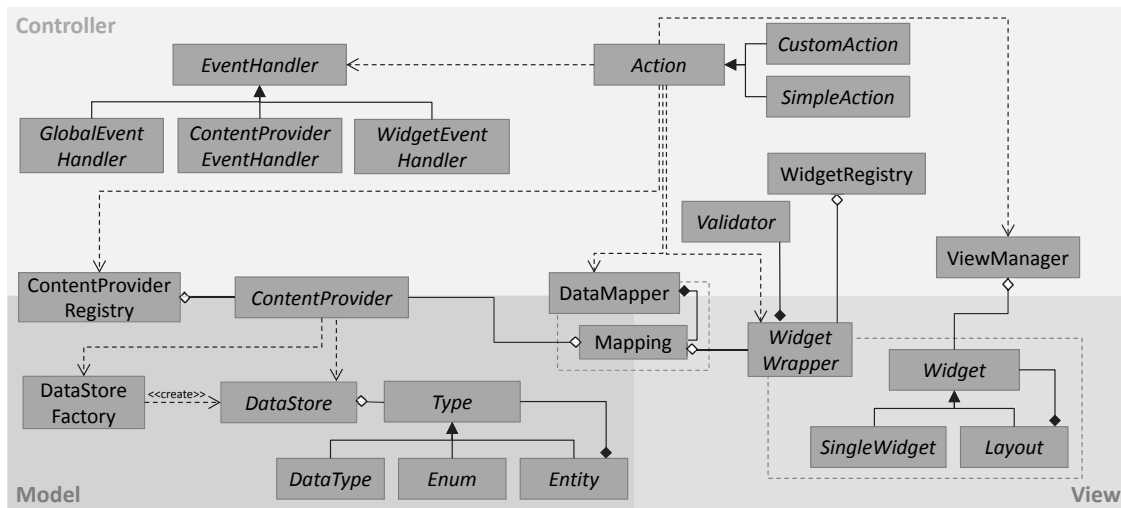 Controller
CustomAction
EventHandler
Action
SimpleAction
GlobalEvent
Handler
ContentProvider
EventHandler
WidgetEvent
Handler
WidgetRegistry
Validator
ViewManager
ContentProvider
Registry
ContentProvider
DataMapper
Mapping
Widget
Wrapper
Widget
DataStore
Factory
<<create>>
DataStore
Type
SingleWidget
Layout
DataType
Enum
Entity
Model
View